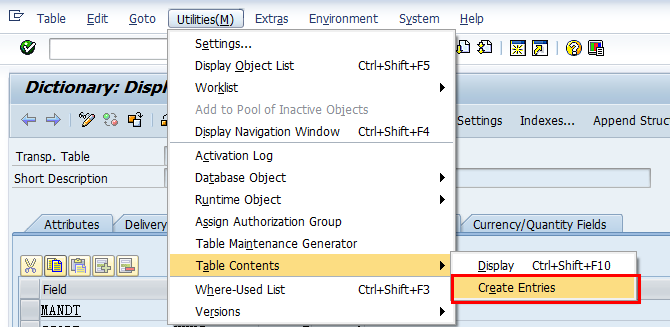 Table Edit Goto Utilities(M) Extras Environment System Help
Settings...
Display Object List Ctrl+Shift+F5
Worklist
Dictionary: Displ
Add to Pool of Inactive Objects
Display Navigation Window Ctrl+Shift+F4
Settings Indexes... Append Struct
Activation Log
Transp. Table
Database Object
Short Description
Runtime Object
Assign Authorization Group
Attributes Delivery Currency/Quantity Fields
Table Maintenance Generator
Table Contents
Display Ctrl+Shift+F10
Create Entries
Where-Used List Ctrl+Shift+F3
Field
Versions
MANDT